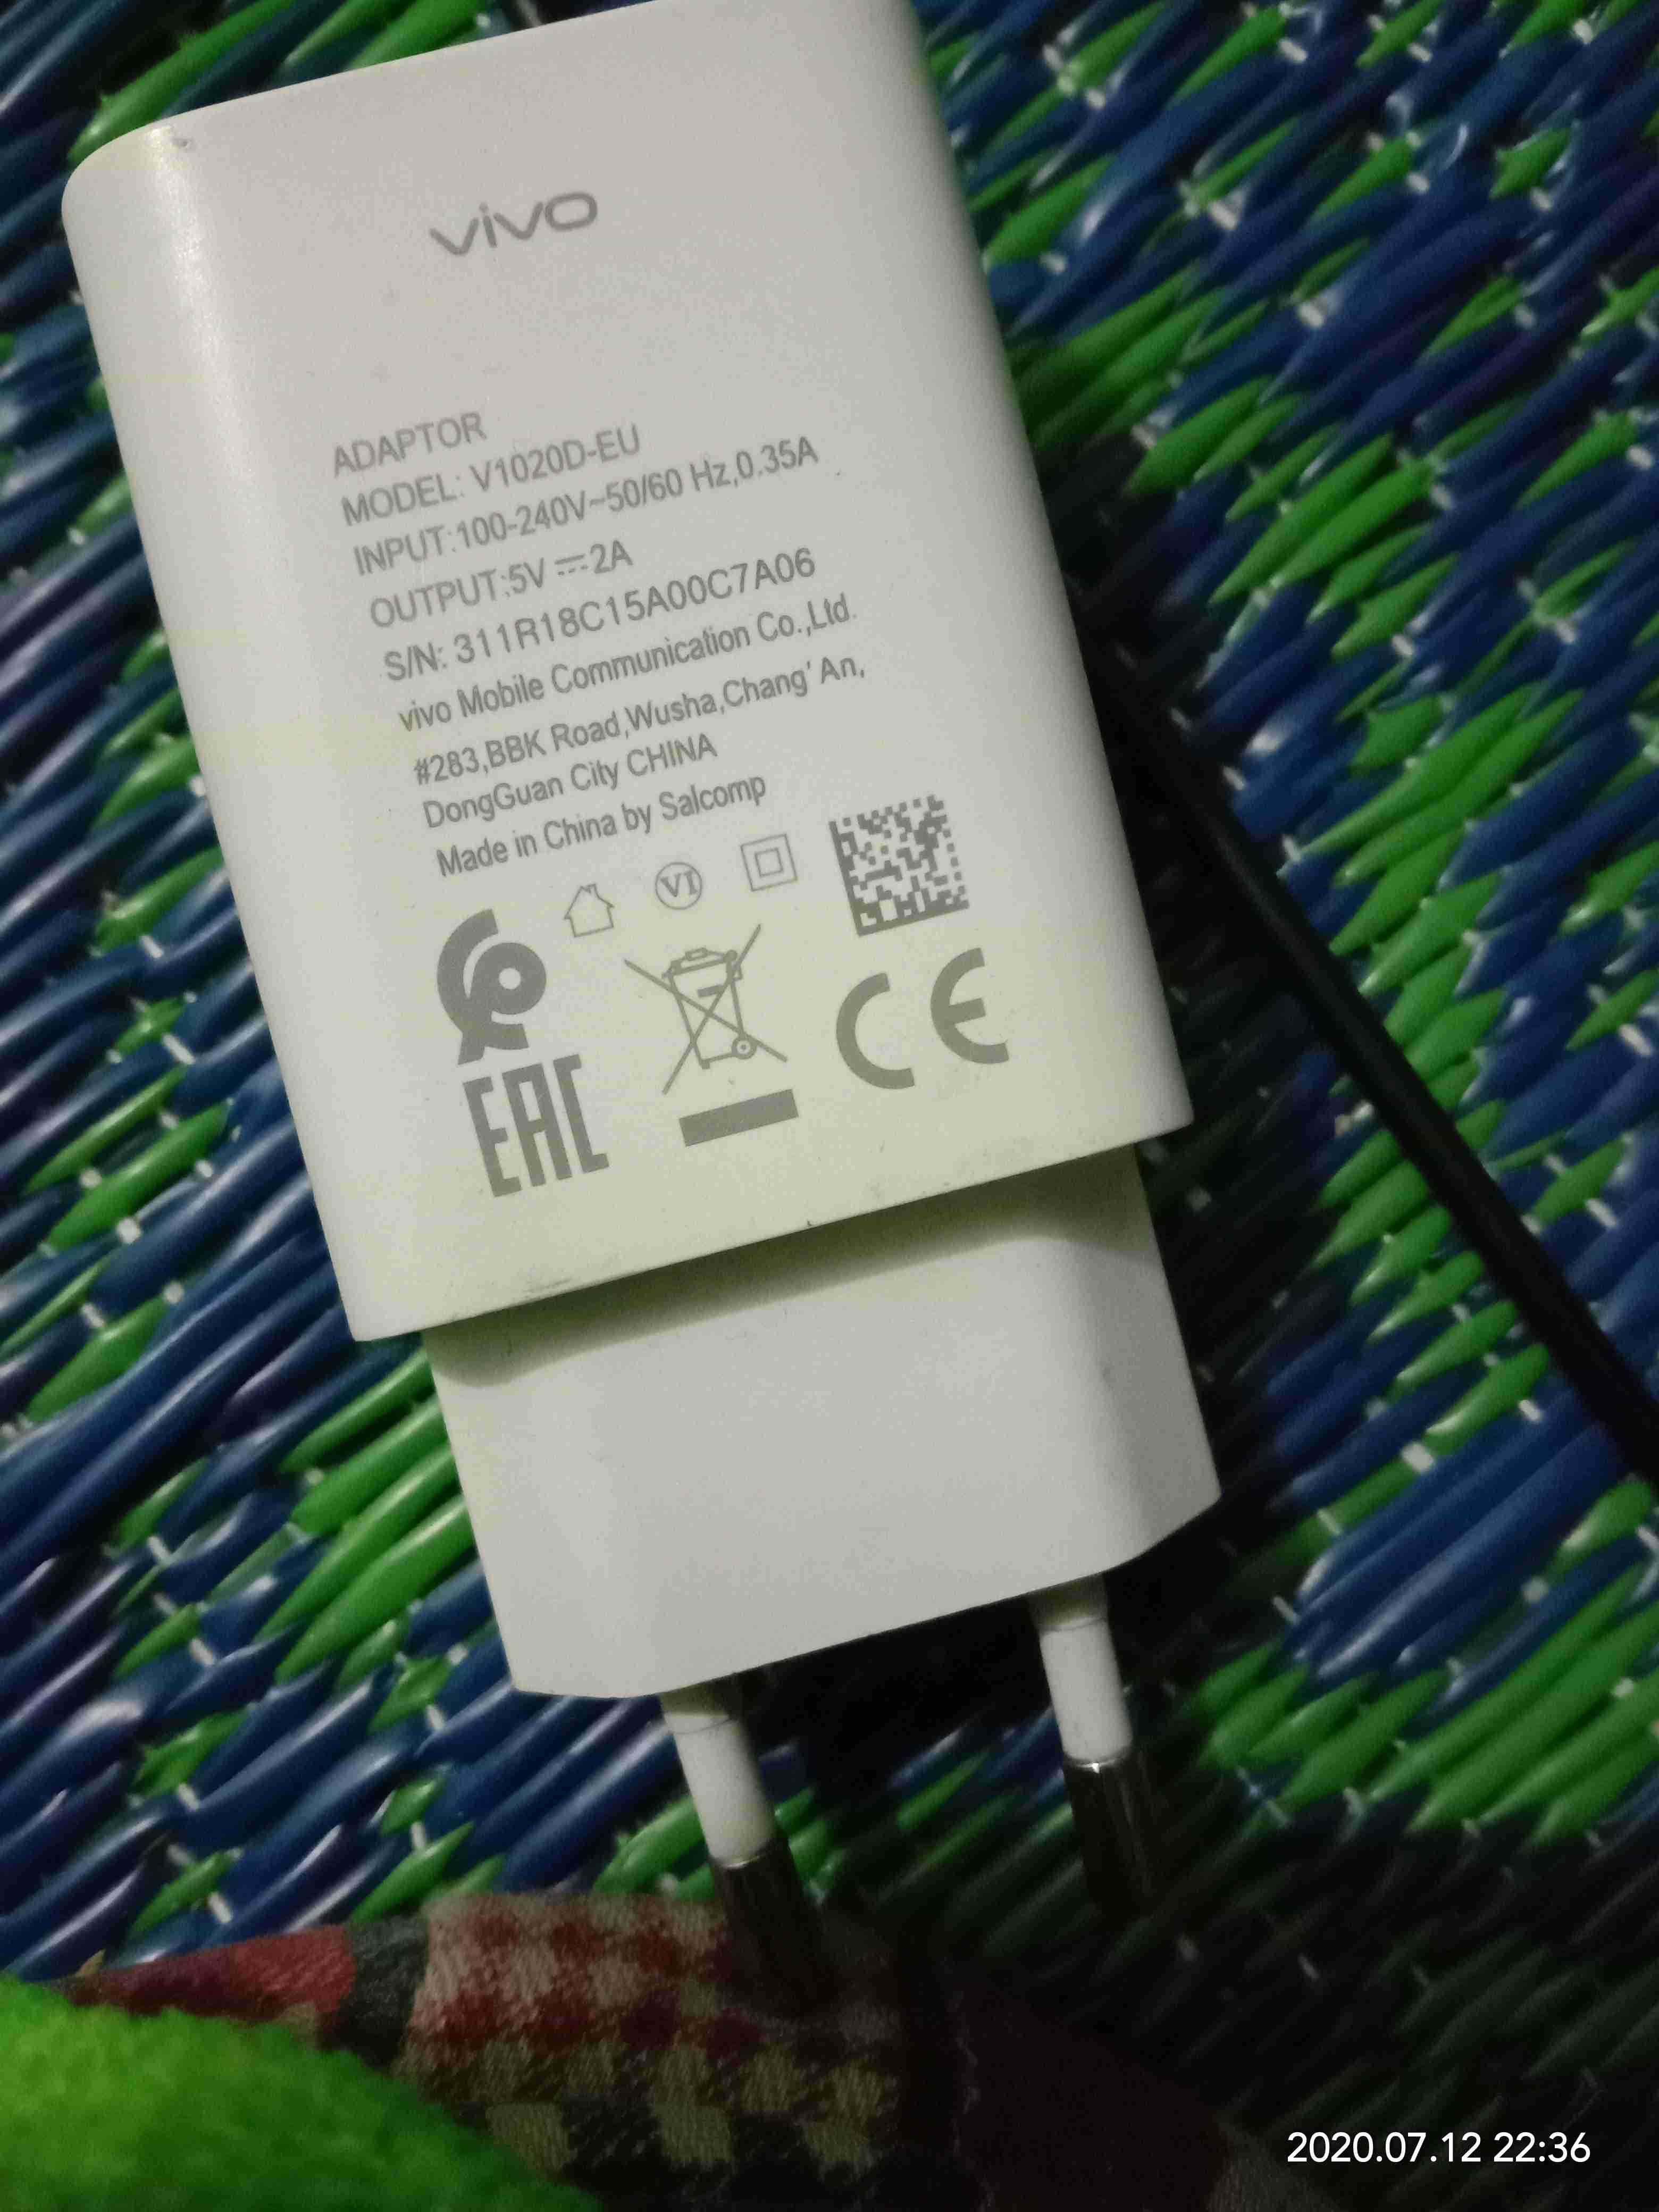 vivo
ADAPTOR
MODEL: V1020D-EU
INPUT:100-240V~50/60 Hz,0.35A
OUTPUT:5V⎓2A
S/N: 311R18C15A00C7A06
vivo Mobile Communication Co.,Ltd.
#283,BBK Road,Wusha,Chang' An,
DongGuan City CHINA
Made in China by Salcomp
VI
EAC
CE
2020.07.12 22:36